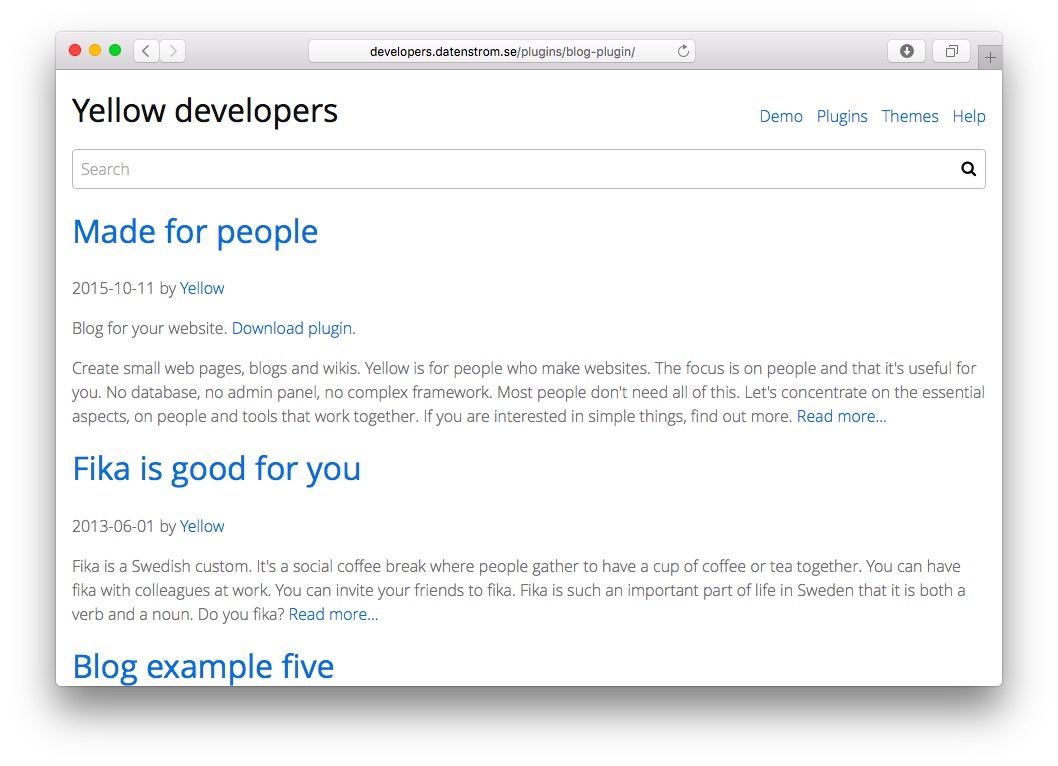 developers.datenstrom.se/plugins/blog-plugin/
Yellow developers
Demo Plugins Themes Help
Search
Made for people
2015-10-11 by Yellow
Blog for your website. Download plugin.
Create small web pages, blogs and wikis. Yellow is for people who make websites. The focus is on people and that it's useful for
you. No database, no admin panel, no complex framework. Most people don't need all of this. Let's concentrate on the essential
aspects, on people and tools that work together. If you are interested in simple things, find out more. Read more...
Fika is good for you
2013-06-01 by Yellow
Fika is a Swedish custom. It's a social coffee break where people gather to have a cup of coffee or tea together. You can have
fika with colleagues at work. You can invite your friends to fika. Fika is such an important part of life in Sweden that it is both a
verb and a noun. Do you fika? Read more...
Blog example five